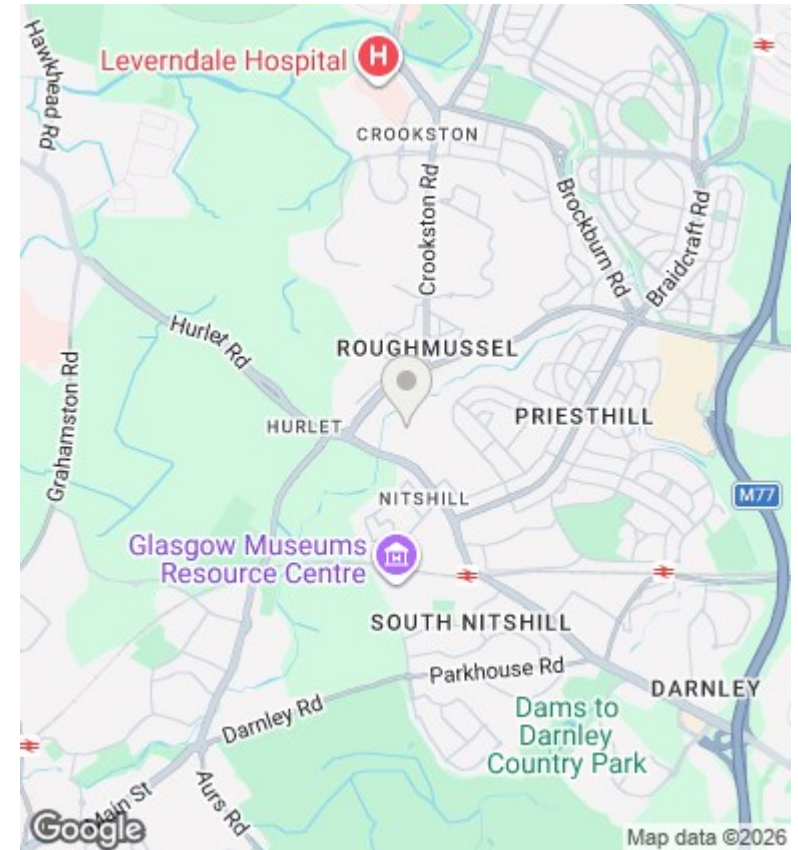 Hawkhead Rd
Leverndale Hospital
H
CROOKSTON
Crookston Rd
Brockburn Rd
Braidcraft Rd
Hurlet Rd
ROUGHMUSSEL
Grahamston Rd
HURLET
PRIESTHILL
M77
NITSHILL
Glasgow Museums
Resource Centre
SOUTH NITSHILL
Parkhouse Rd
DARNLEY
Darnley Rd
Dams to
Darnley
Country Park
Main St
Aurs Rd
Google
Map data ©2026